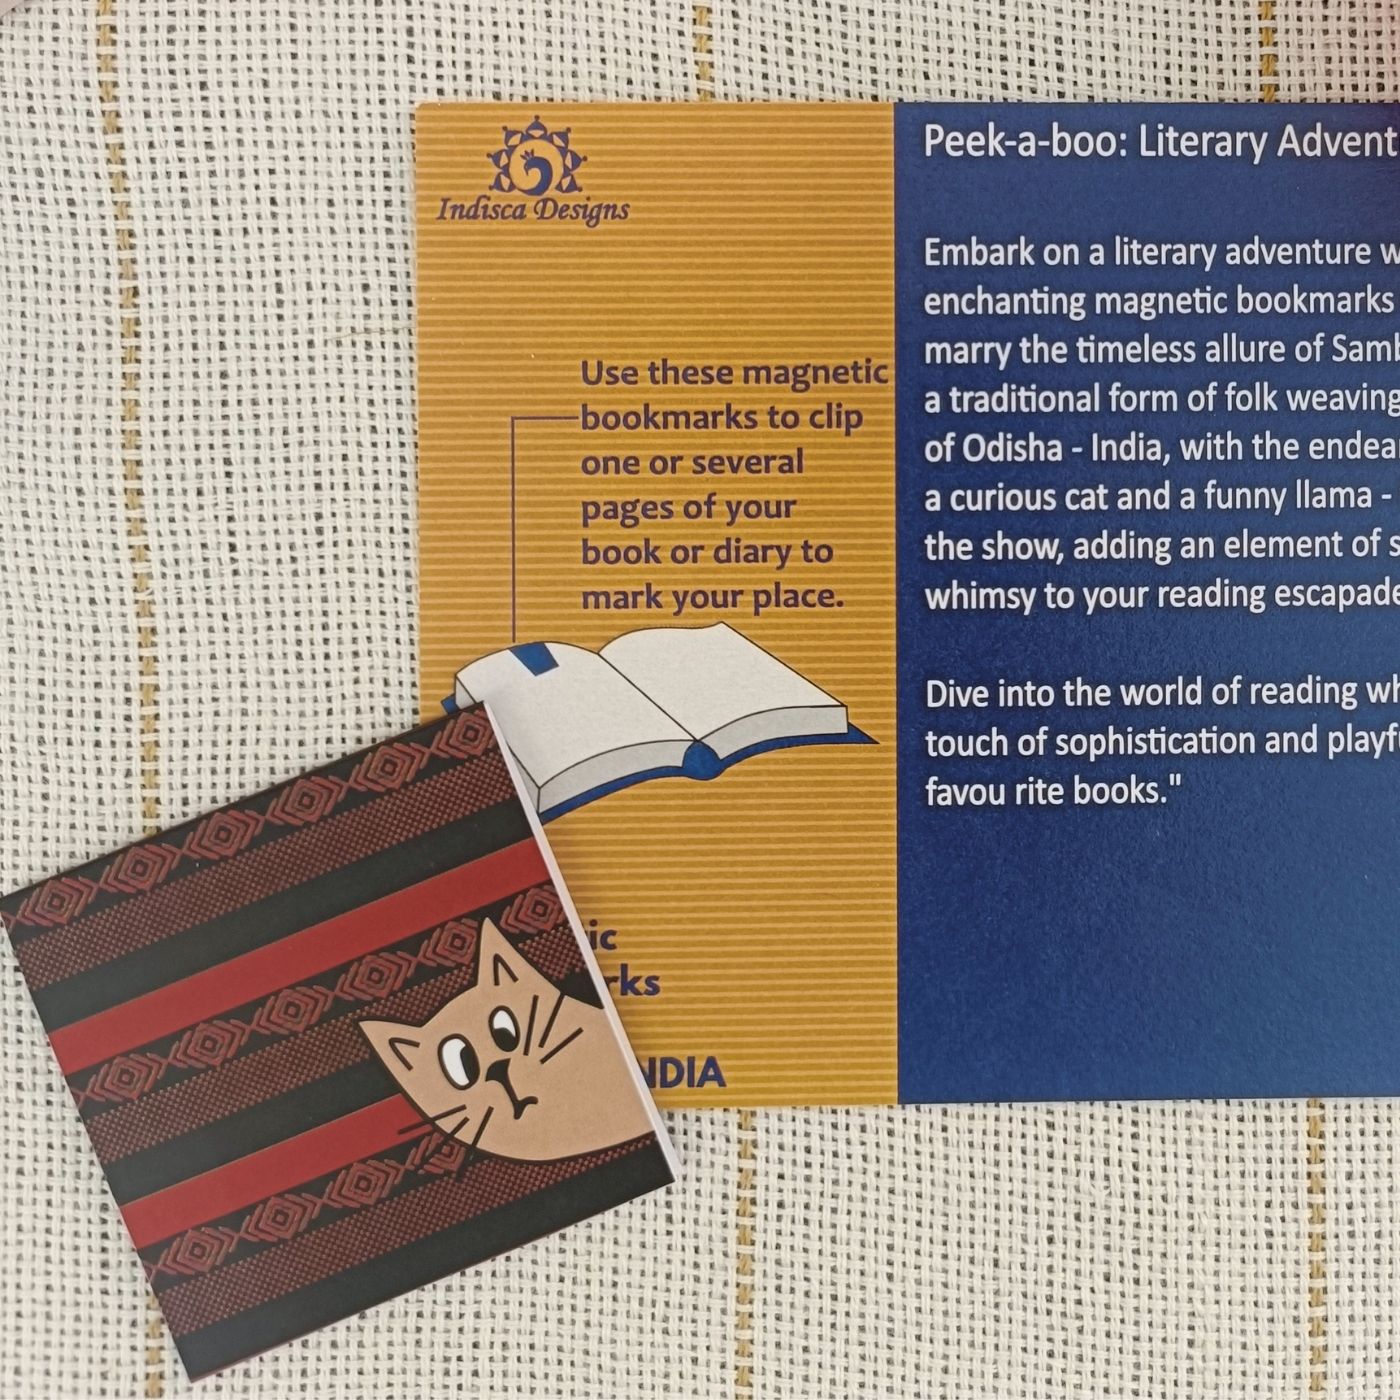 Indisca Designs
Use these magnetic
bookmarks to clip
one or several
pages of your
book or diary to
mark your place.
INDIA
Peek-a-boo: Literary
Embark on a literary adventure
enchanting magnetic bookmarks
marry the timeless allure of
a traditional form of folk weaving
of Odisha - India, with the
a curious cat and a funny llama -
the show, adding an element of
whimsy to your reading
Dive into the world of reading
touch of sophistication and
favou rite books."